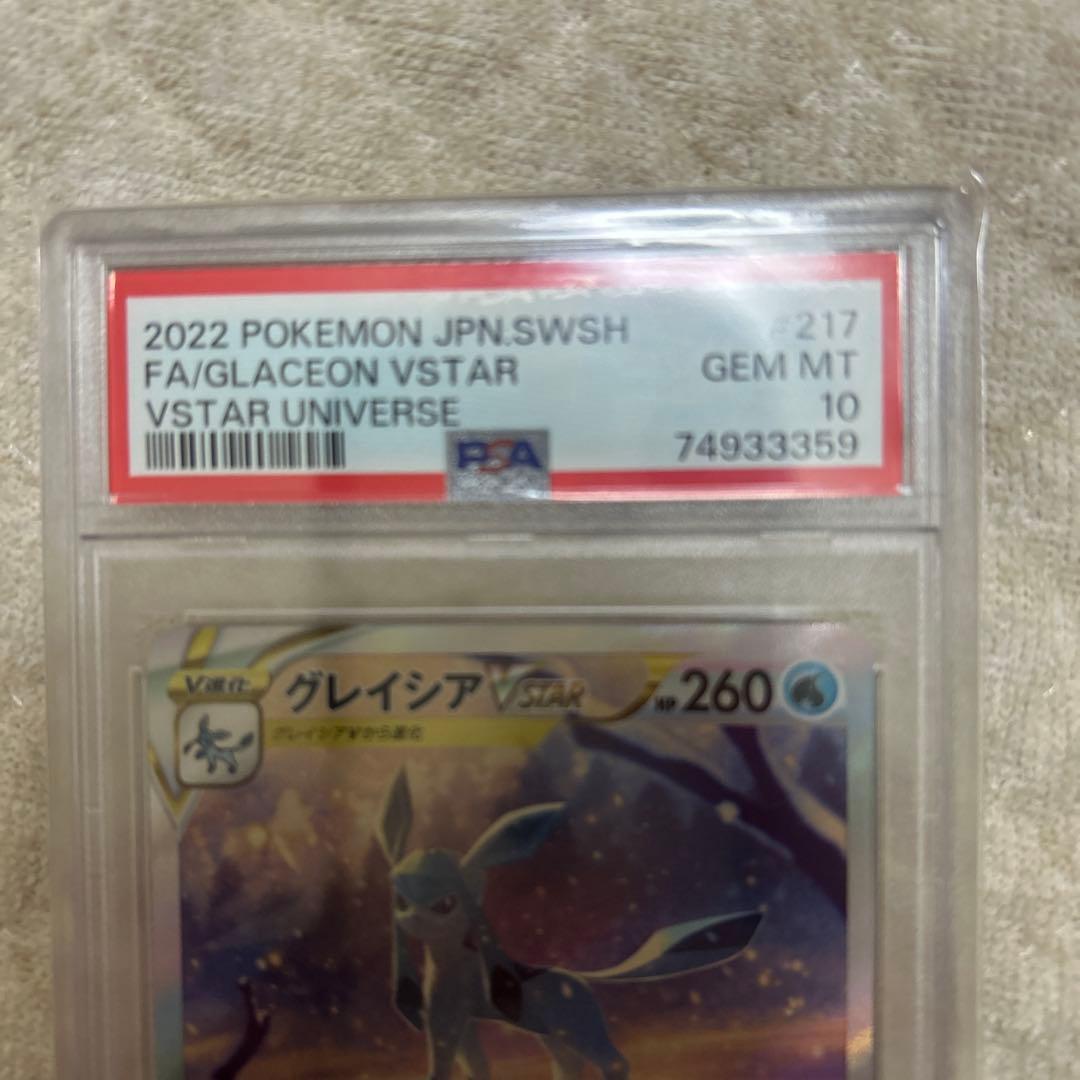 2022 POKEMON JPN.SWSH #217
FA/GLACEON VSTAR GEM MT
VSTAR UNIVERSE 10
PSA 74933359
V進化 グレイシア VSTAR HP 260
グレイシアVから進化